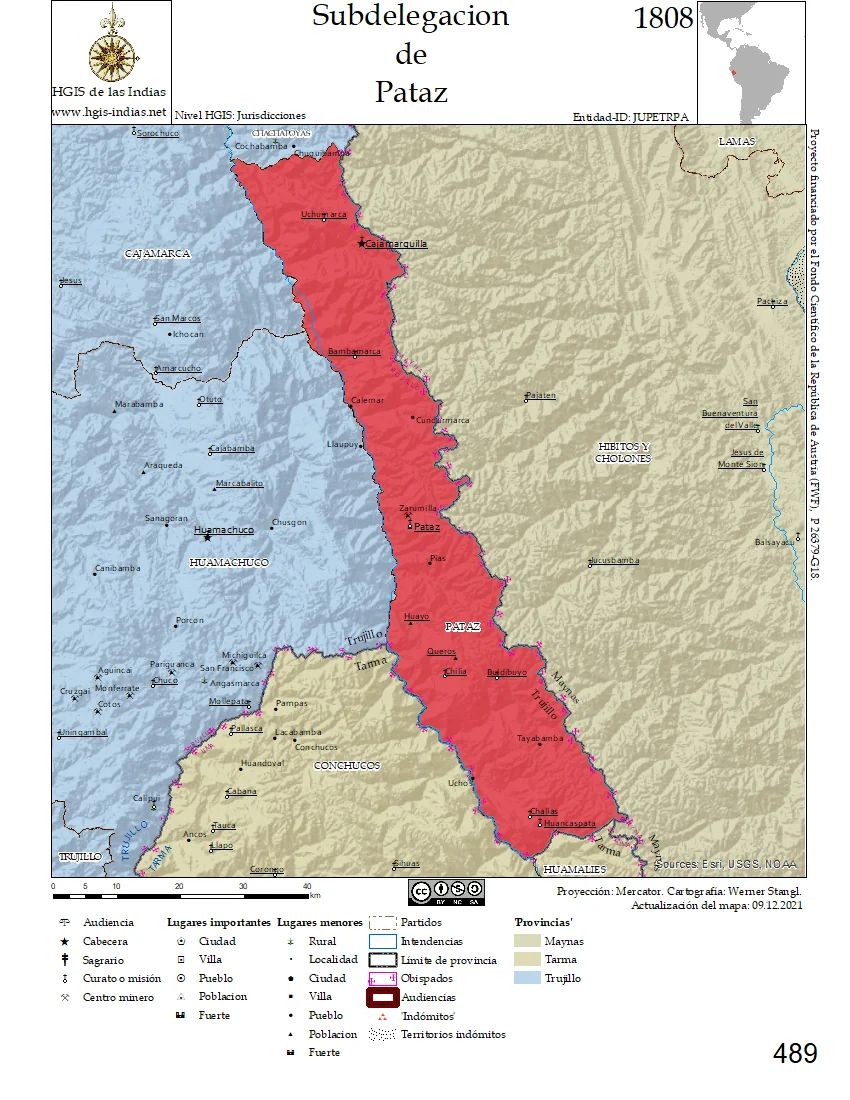 Subdelegacion
de
Pataz
1808
HGIS de las Indias
www.hgis-indias.net
Nivel HGIS: Jurisdicciones
Entidad-ID: JUPETRPA
Sorochuco
CHACHAPOYAS
Cochabamba
Chuquibamba
LAMAS
Uchumarca
Cajamarquilla
CAJAMARCA
Jesus
Pachiza
San Marcos
Ichocan
Bambamarca
Amarcucho
Marabamba
Otuto
Calemar
Pajaten
San
Buenaventura
del Valle
Cundurmarca
Llaupuy
HIBITOS Y
CHOLONES
Cajabamba
Jesus de
Monte Sion
Araqueda
Marcabalito
Zarumilla
Pataz
Sanagoran
Huamachuco
Chusgon
Balsayacu
HUAMACHUCO
Pias
Jucusbamba
Canibamba
Huayo
PATAZ
Porcon
Trujillo
Tarma
Queros
Chilia
Buldibuyo
Michiguilca
Pariguanca
San Francisco
Aguincai
Chuco
Angasmarca
Cruzgai
Monferrate
Cotos
Mollepata
Pampas
Maynas
Trujillo
Uningambal
Pallasca
Lacabamba
Conchucos
Tayabamba
Huandoval
CONCHUCOS
Uchos
Cabana
Calipui
Challas
Huancaspata
Tauca
TRUJILLO
TARMA
Ancos
Llapo
Tarma
Maynas
TRUJILLO
Corongo
Sihuas
HUAMALIES
Sources: Esri, USGS, NOAA
Proyecto financiado por el Fondo Científico de la República de Austria (FWF), P 26379-G18.
0 5 10 20 30 40
km
CC BY NC SA
Proyección: Mercator. Cartografía: Werner Stangl.
Actualización del mapa: 09.12.2021
Audiencia
Cabecera
Sagrario
Curato o misión
Centro minero
Lugares importantes
Ciudad
Villa
Pueblo
Poblacion
Fuerte
Lugares menores
Rural
Localidad
Ciudad
Villa
Pueblo
Poblacion
Fuerte
Partidos
Intendencias
Límite de provincia
Obispados
Audiencias
'Indómitos'
Territorios indómitos
'Provincias'
Maynas
Tarma
Trujillo
489